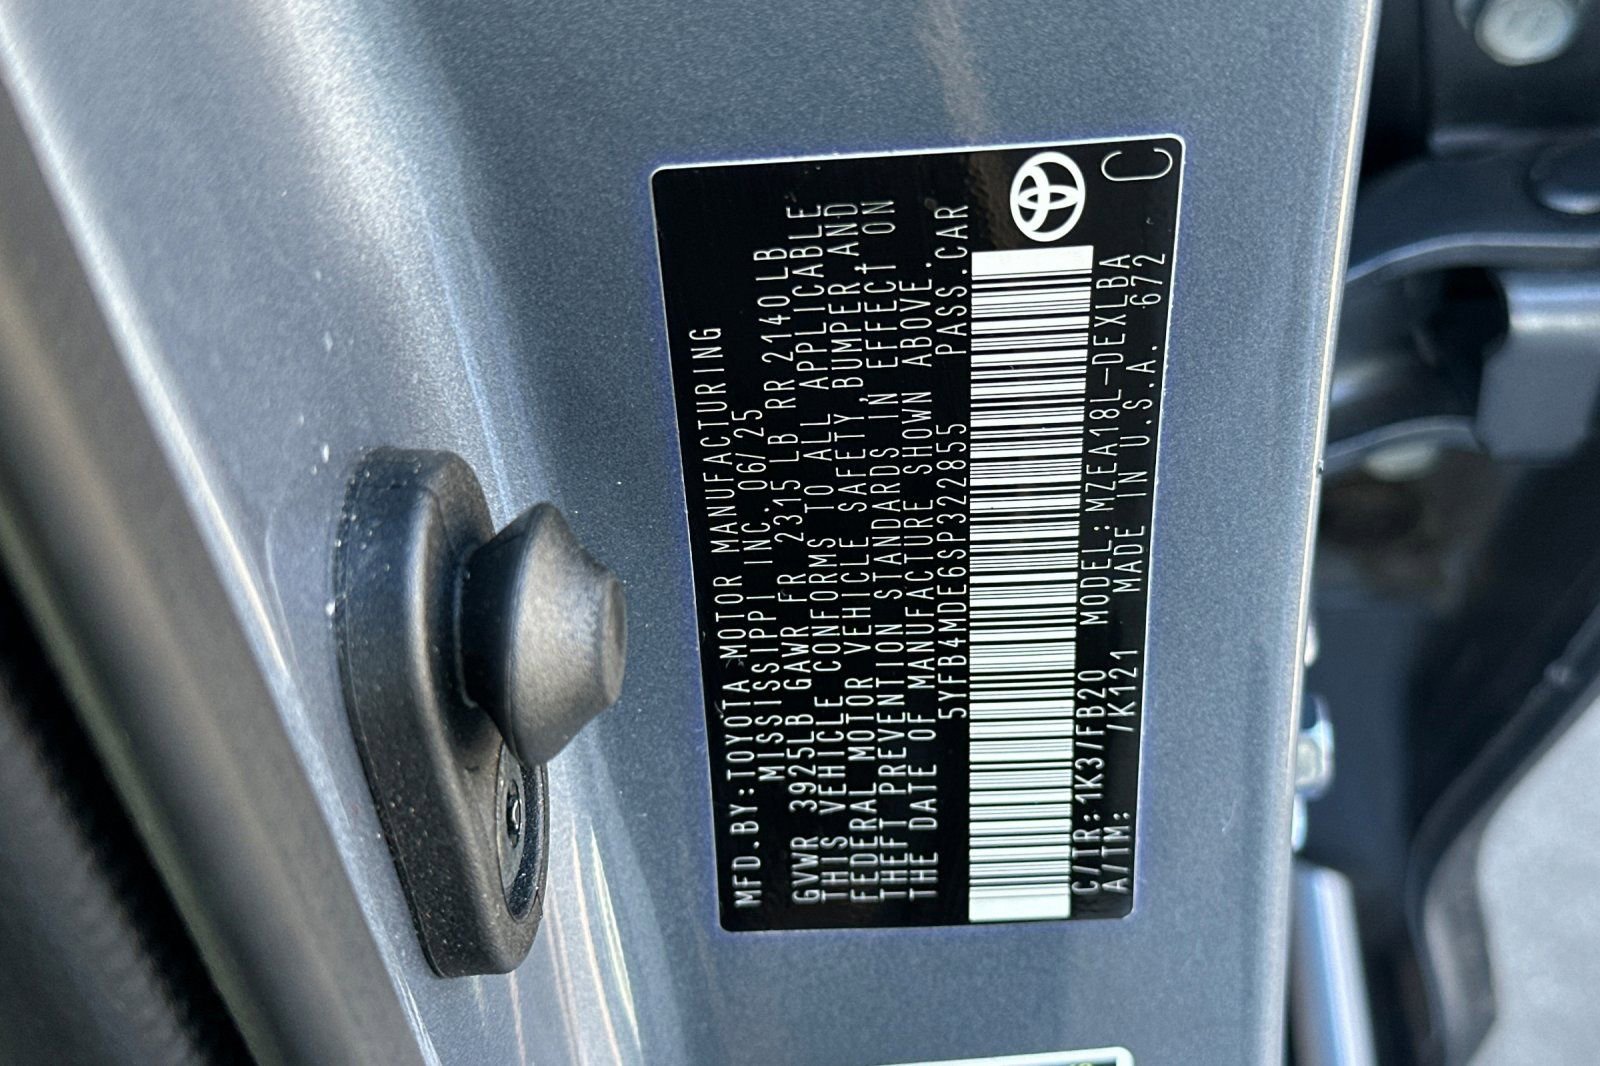 MFD.BY:TOYOTA MOTOR MANUFACTURING
MISSISSIPPI INC. 06/25
GVWR 3925LB GAWR FR 2315 LB RR 2140LB
THIS VEHICLE CONFORMS TO ALL APPLICABLE
FEDERAL MOTOR VEHICLE SAFETY,BUMPER,AND
THEFT PREVENTION STANDARDS IN EFFECT ON
THE DATE OF MANUFACTURE SHOWN ABOVE.
5YFB4MDE6SP322855 PASS.CAR
C/TR:1K3/FB20 MODEL:MZEA18L-DEXLBA
A/TM: /K121 MADE IN U.S.A. 672
C